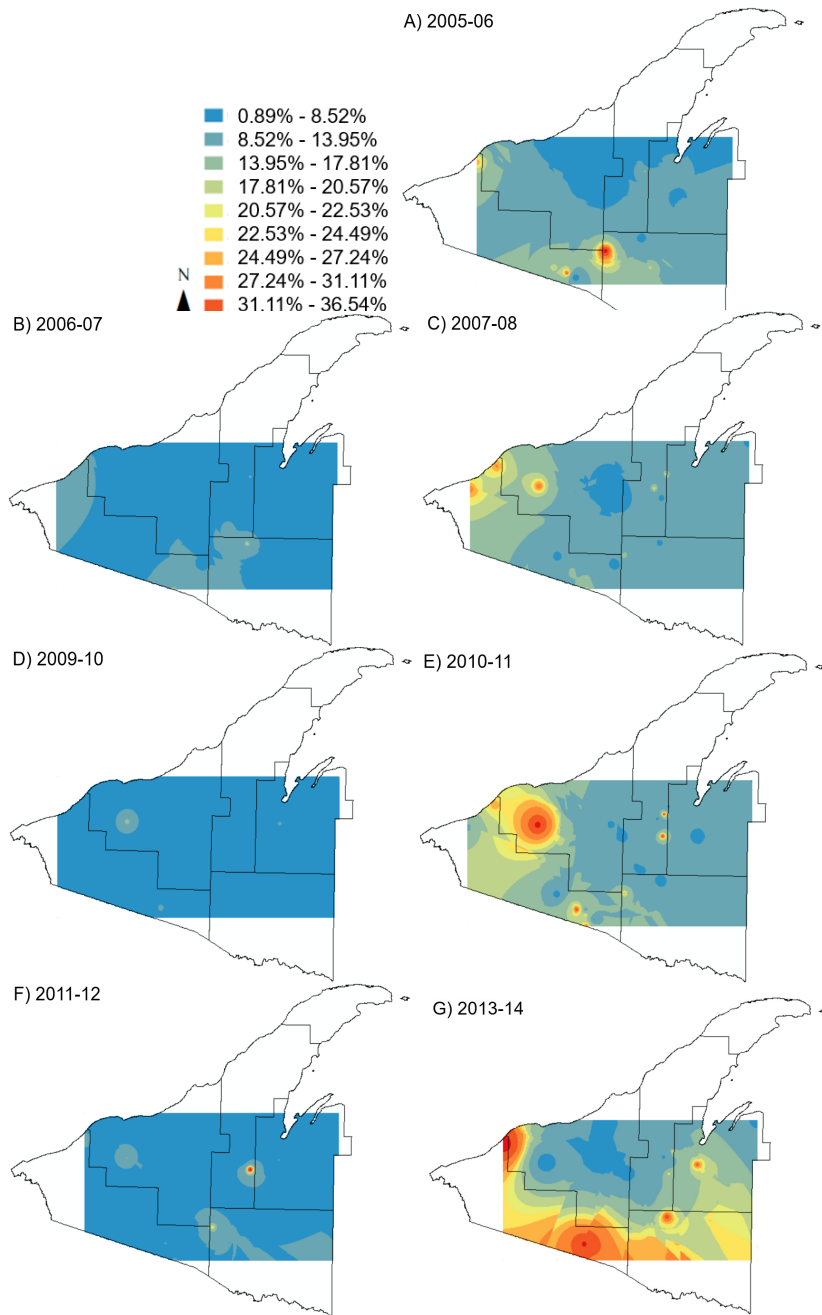 A) 2005-06
0.89% - 8.52%
8.52% - 13.95%
13.95% - 17.81%
17.81% - 20.57%
20.57% - 22.53%
22.53% - 24.49%
24.49% - 27.24%
27.24% - 31.11%
31.11% - 36.54%
N
B) 2006-07
C) 2007-08
D) 2009-10
E) 2010-11
F) 2011-12
G) 2013-14